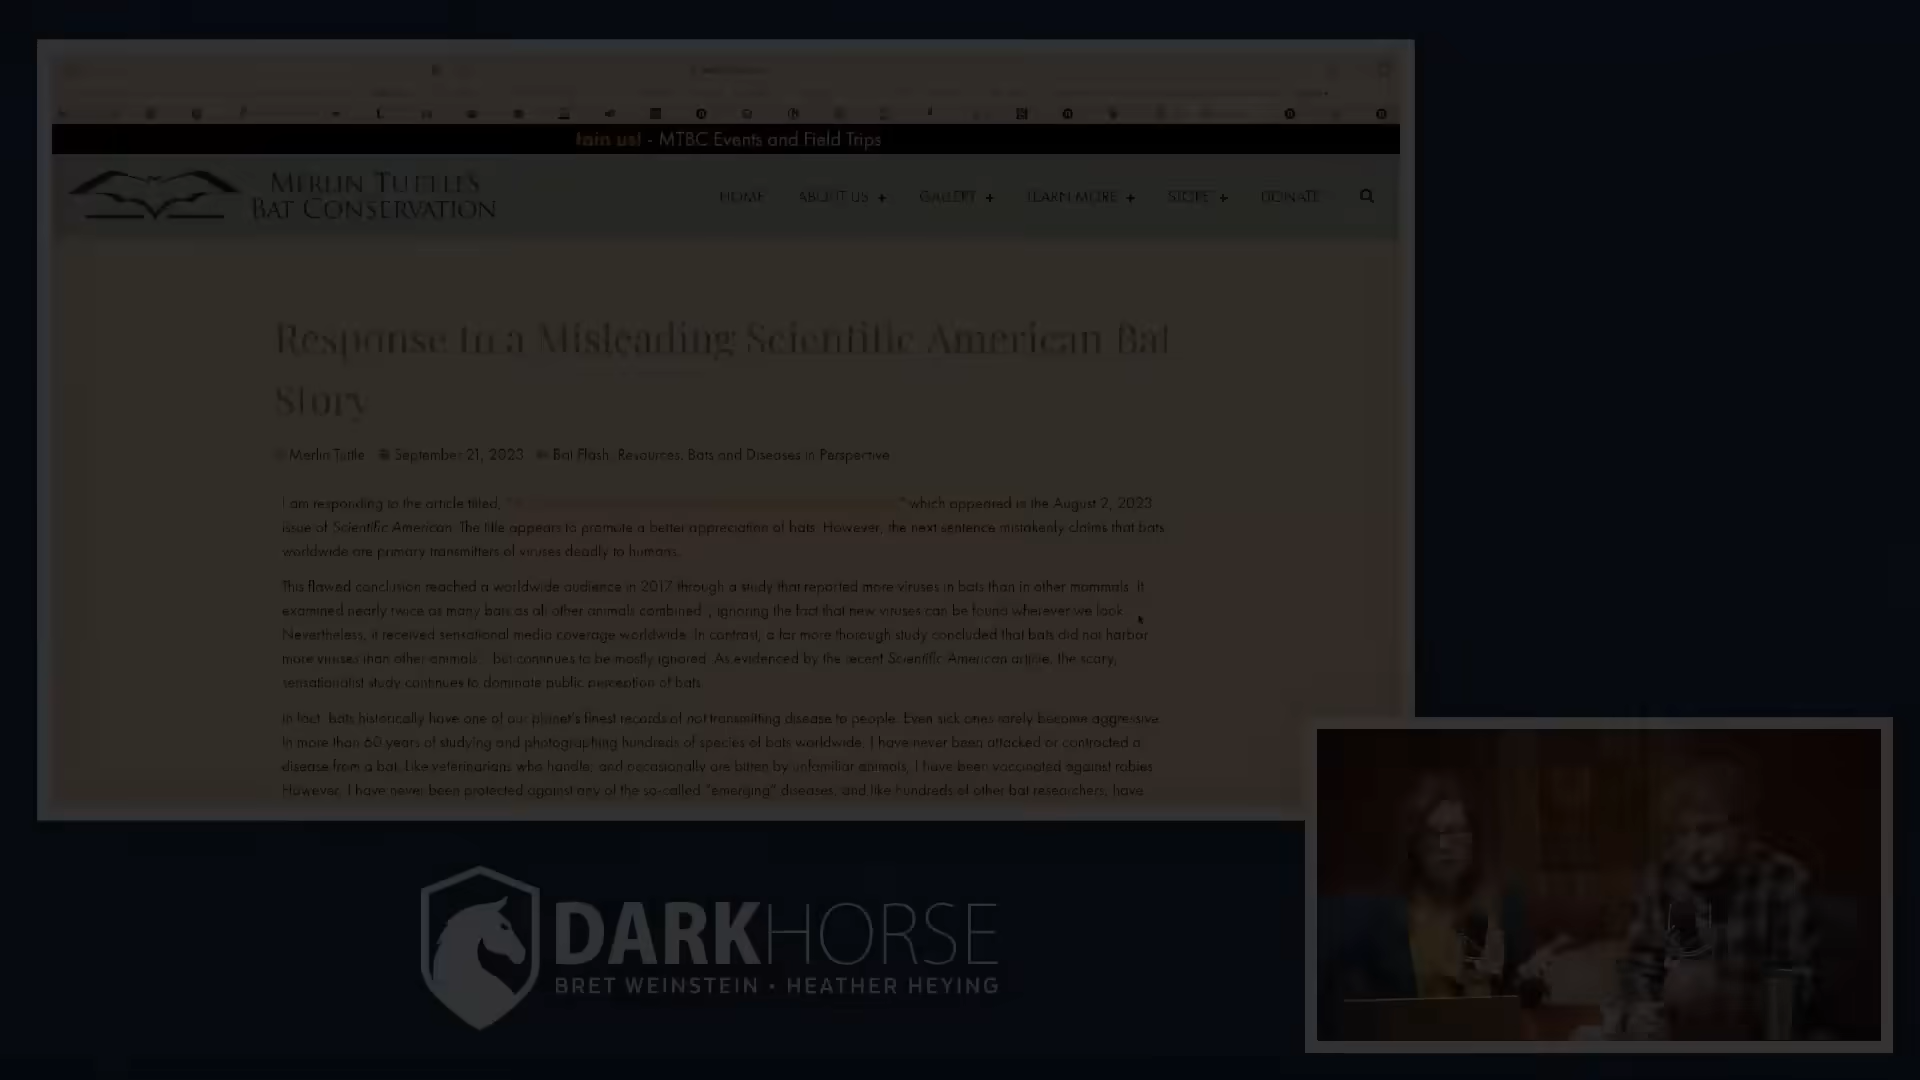 Join us! - MTBC Events and Field Trips
MERLIN TUTTLE'S
BAT CONSERVATION
HOME ABOUT US + GALLERY + LEARN MORE + STORE + DONATE
Response to a Misleading Scientific American Bat
Story
Merlin Tuttle September 21, 2023 Bat Flash, Resources, Bats and Diseases in Perspective
I am responding to the article titled, " " which appeared in the August 2, 2023
issue of Scientific American. The title appears to promote a better appreciation of bats. However, the next sentence mistakenly claims that bats
worldwide are primary transmitters of viruses deadly to humans.
This flawed conclusion reached a worldwide audience in 2017 through a study that reported more viruses in bats than in other mammals. It
examined nearly twice as many bats as all other animals combined , ignoring the fact that new viruses can be found wherever we look.
Nevertheless, it received sensational media coverage worldwide. In contrast, a far more thorough study concluded that bats did not harbor
more viruses than other animals , but continues to be mostly ignored. As evidenced by the recent Scientific American article, the scary,
sensationalist study continues to dominate public perception of bats.
In fact, bats historically have one of our planet's finest records of not transmitting disease to people. Even sick ones rarely become aggressive.
In more than 60 years of studying and photographing hundreds of species of bats worldwide, I have never been attacked or contracted a
disease from a bat. Like veterinarians who handle, and occasionally are bitten by unfamiliar animals, I have been vaccinated against rabies.
However, I have never been protected against any of the so-called "emerging" diseases, and like hundreds of other bat researchers, have
DARKHORSE
BRET WEINSTEIN • HEATHER HEYING